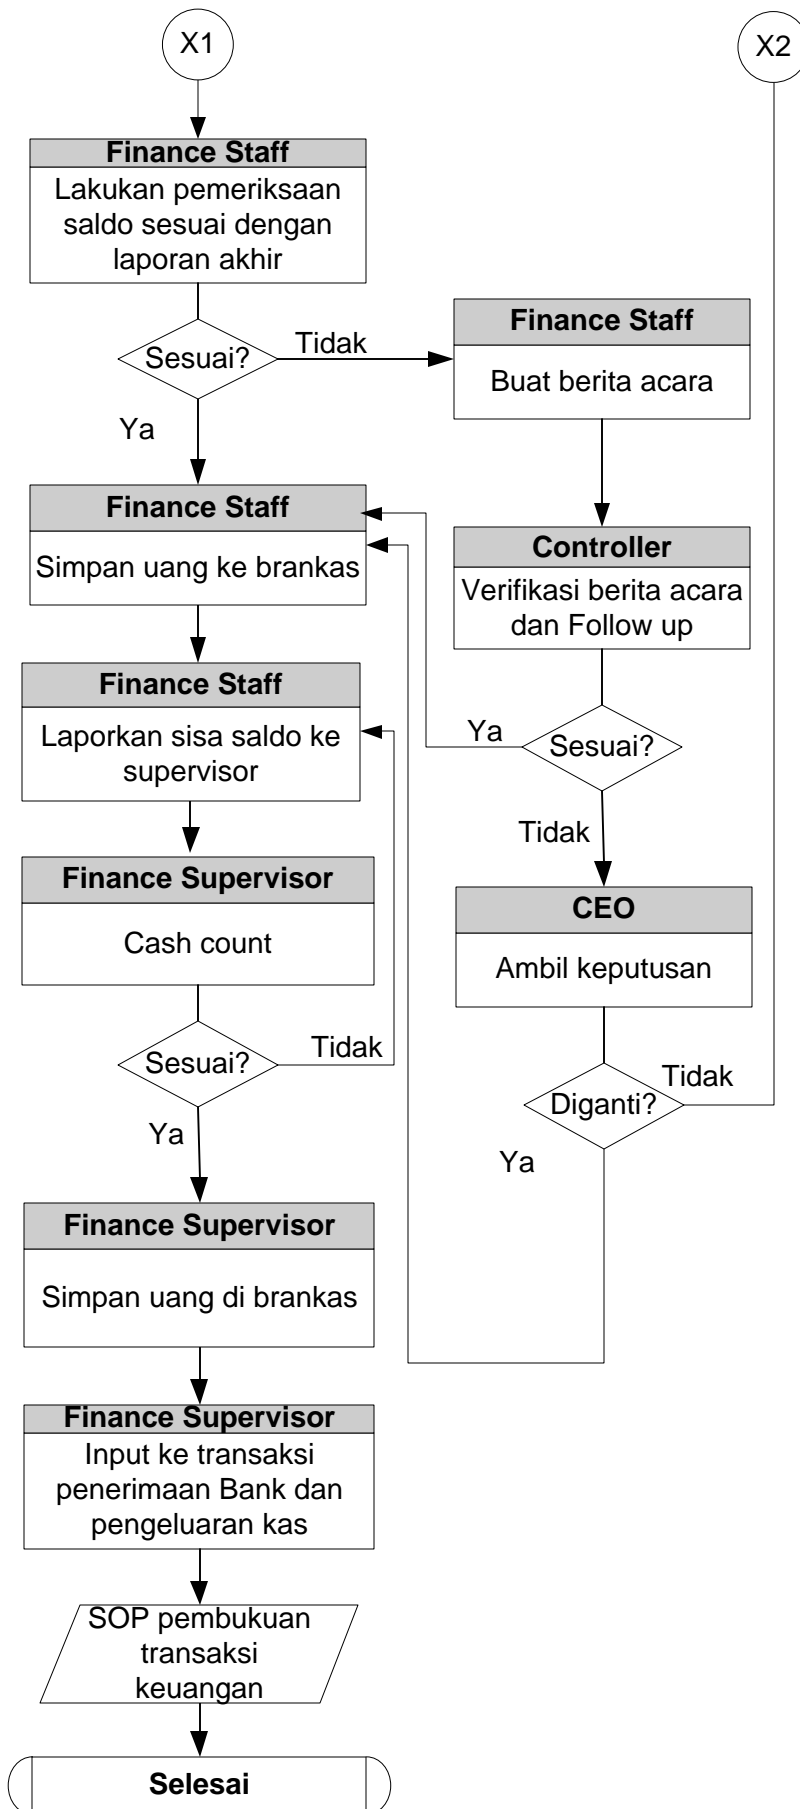 X1
X2
Finance Staff
Lakukan pemeriksaan
saldo sesuai dengan
laporan akhir
Sesuai?
Tidak
Ya
Finance Staff
Buat berita acara
Finance Staff
Simpan uang ke brankas
Controller
Verifikasi berita acara
dan Follow up
Finance Staff
Laporkan sisa saldo ke
supervisor
Ya
Sesuai?
Tidak
Finance Supervisor
Cash count
CEO
Ambil keputusan
Sesuai?
Tidak
Ya
Diganti?
Tidak
Ya
Finance Supervisor
Simpan uang di brankas
Finance Supervisor
Input ke transaksi
penerimaan Bank dan
pengeluaran kas
SOP pembukuan
transaksi
keuangan
Selesai